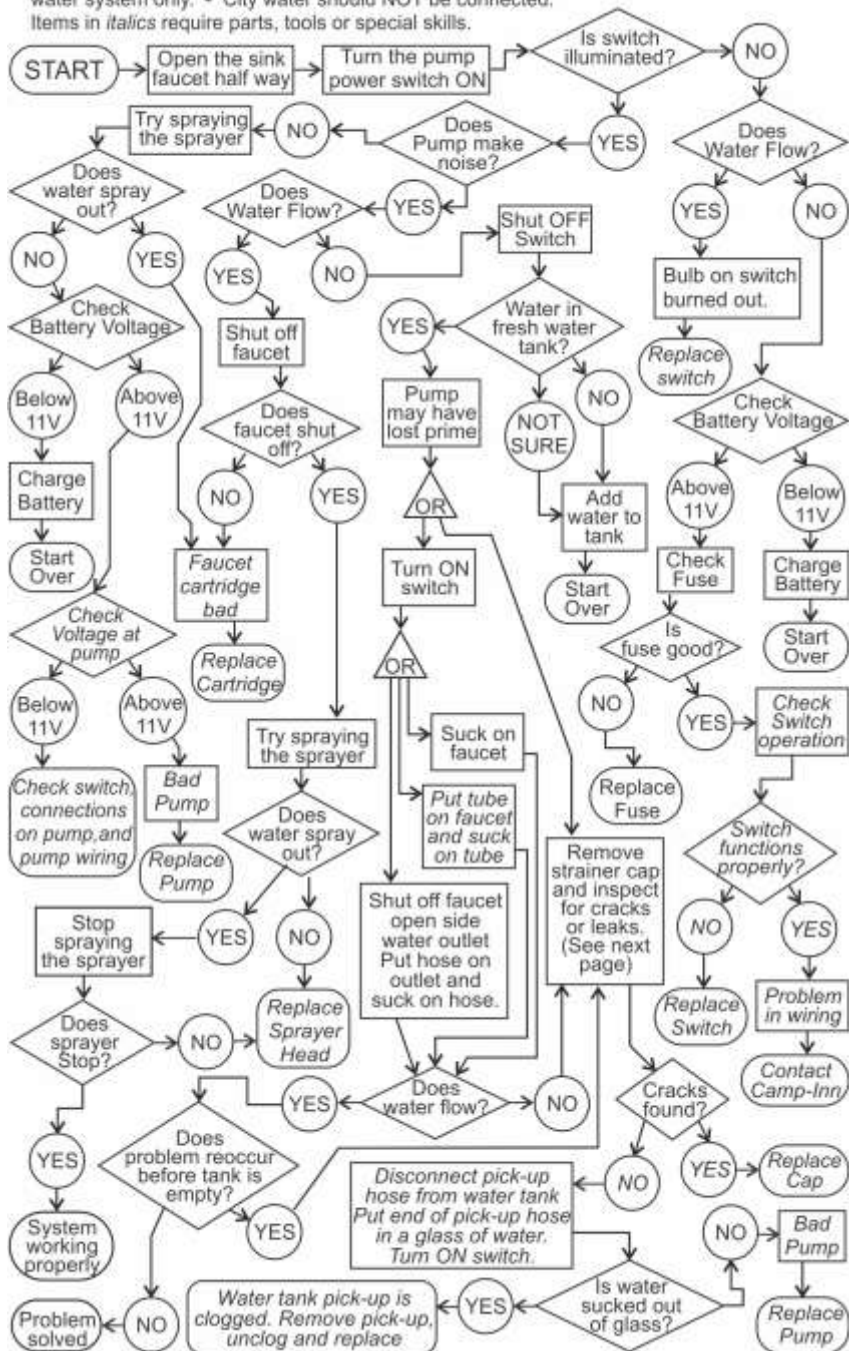 water system only. • City water should NOT be connected.
Items in italics require parts, tools or special skills.
START
Open the sink
faucet half way
Turn the pump
power switch ON
Is switch
illuminated?
NO
YES
Does
Pump make
noise?
NO
Try spraying
the sprayer
Does
Water Flow?
YES
NO
Does
water spray
out?
Does
Water Flow?
YES
Shut OFF
Switch
NO
YES
YES
NO
Bulb on switch
burned out.
Replace
switch
Check
Battery Voltage
Shut off
faucet
YES
Water in
fresh water
tank?
Below
11V
Above
11V
Does
faucet shut
off?
Pump
may have
lost prime
NOT
SURE
NO
Check
Battery Voltage
Charge
Battery
NO
YES
OR
Add
water to
tank
Above
11V
Below
11V
Start
Over
Faucet
cartridge
bad
Turn ON
switch
Start
Over
Check
Fuse
Charge
Battery
Check
Voltage at
pump
Replace
Cartridge
OR
Is
fuse good?
Start
Over
Below
11V
Above
11V
Try spraying
the sprayer
Suck on
faucet
NO
YES
Check
Switch
operation
Check switch,
connections
on pump,and
pump wiring
Bad
Pump
Replace
Pump
Does
water spray
out?
Put tube
on faucet
and suck
on tube
Replace
Fuse
Remove
strainer cap
and inspect
for cracks
or leaks.
(See next
page)
Switch
functions
properly?
Stop
spraying
the sprayer
YES
NO
Shut off faucet
open side
water outlet
Put hose on
outlet and
suck on hose.
NO
YES
Replace
Sprayer
Head
Replace
Switch
Problem
in wiring
Does
sprayer
Stop?
NO
Contact
Camp-Inn
YES
Does
water flow?
NO
Cracks
found?
YES
Does
problem reoccur
before tank is
empty?
YES
NO
YES
Replace
Cap
System
working
properly
Disconnect pick-up
hose from water tank
Put end of pick-up hose
in a glass of water.
Turn ON switch.
NO
Bad
Pump
Problem
solved
NO
Water tank pick-up is
clogged. Remove pick-up,
unclog and replace
YES
Is water
sucked out
of glass?
Replace
Pump